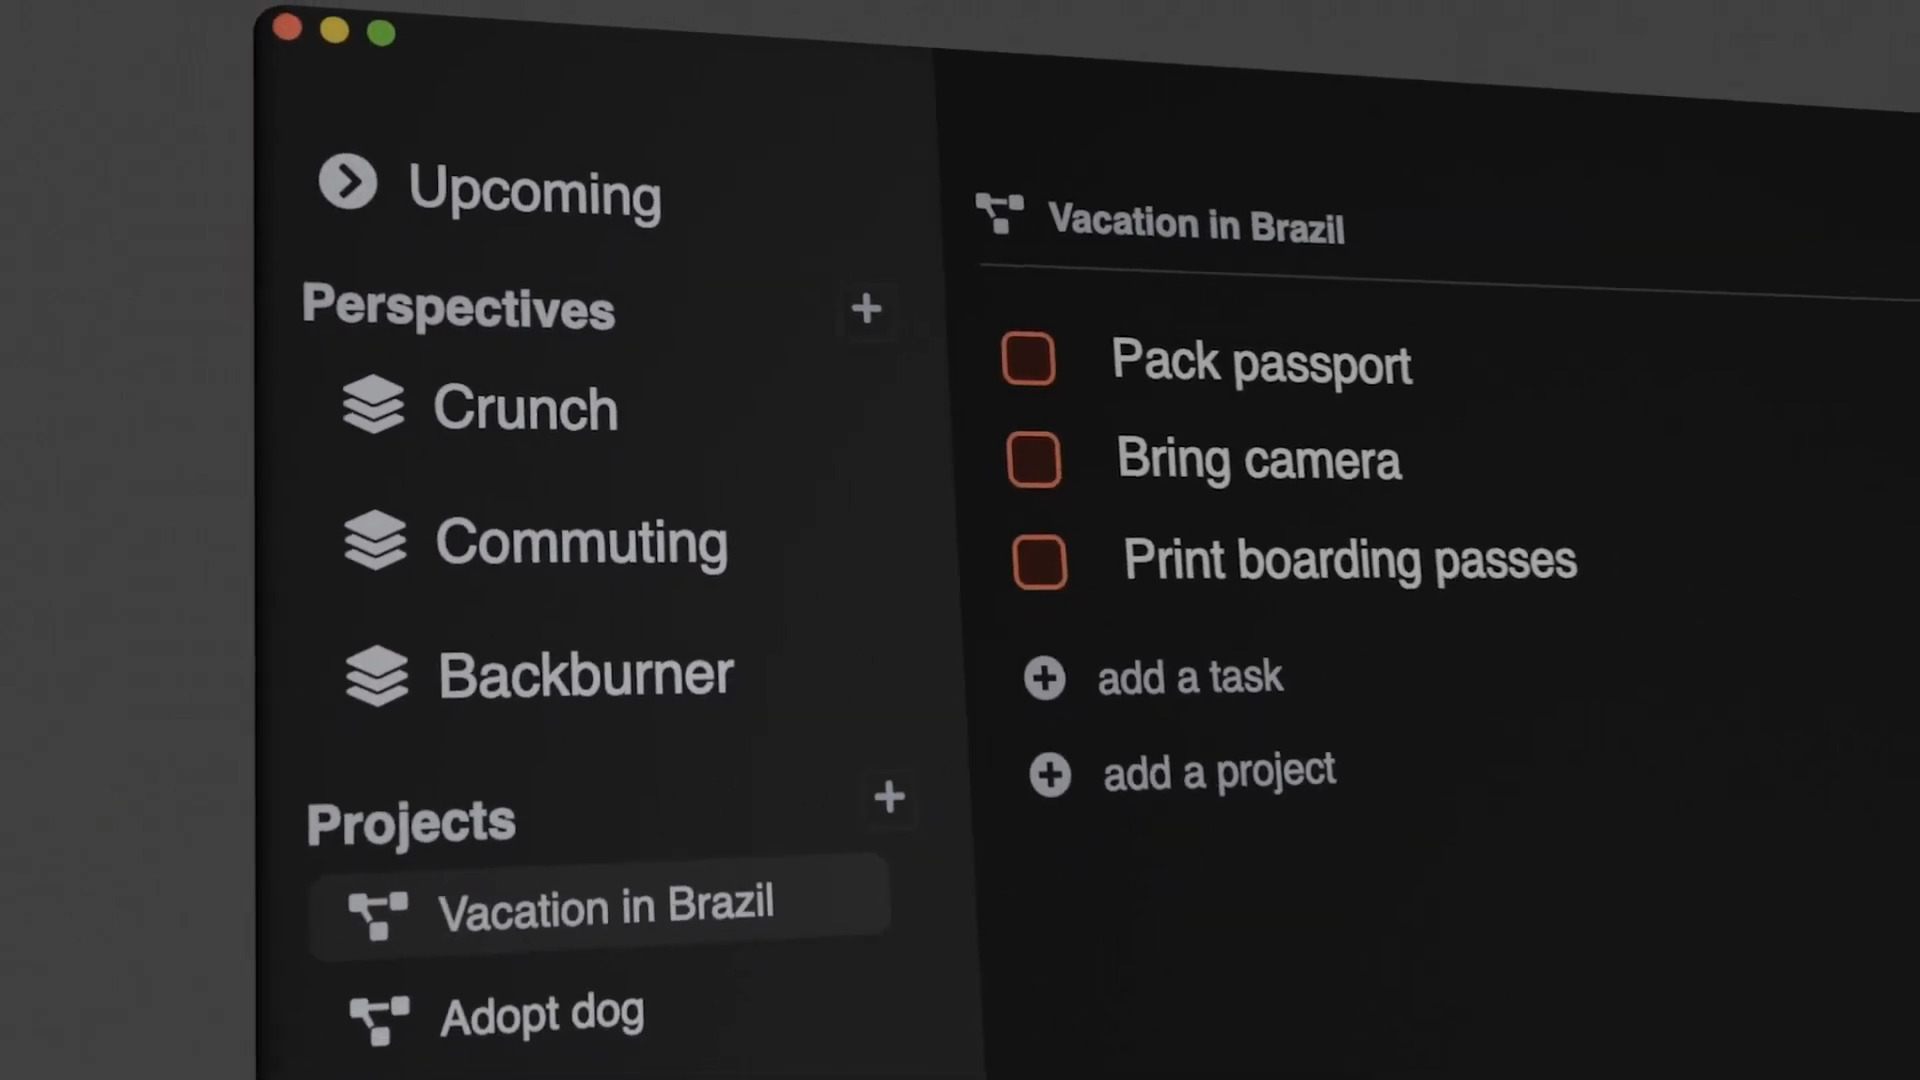 Upcoming
Perspectives
Crunch
Commuting
Backburner
Projects
Vacation in Brazil
Adopt dog
Vacation in Brazil
Pack passport
Bring camera
Print boarding passes
add a task
add a project